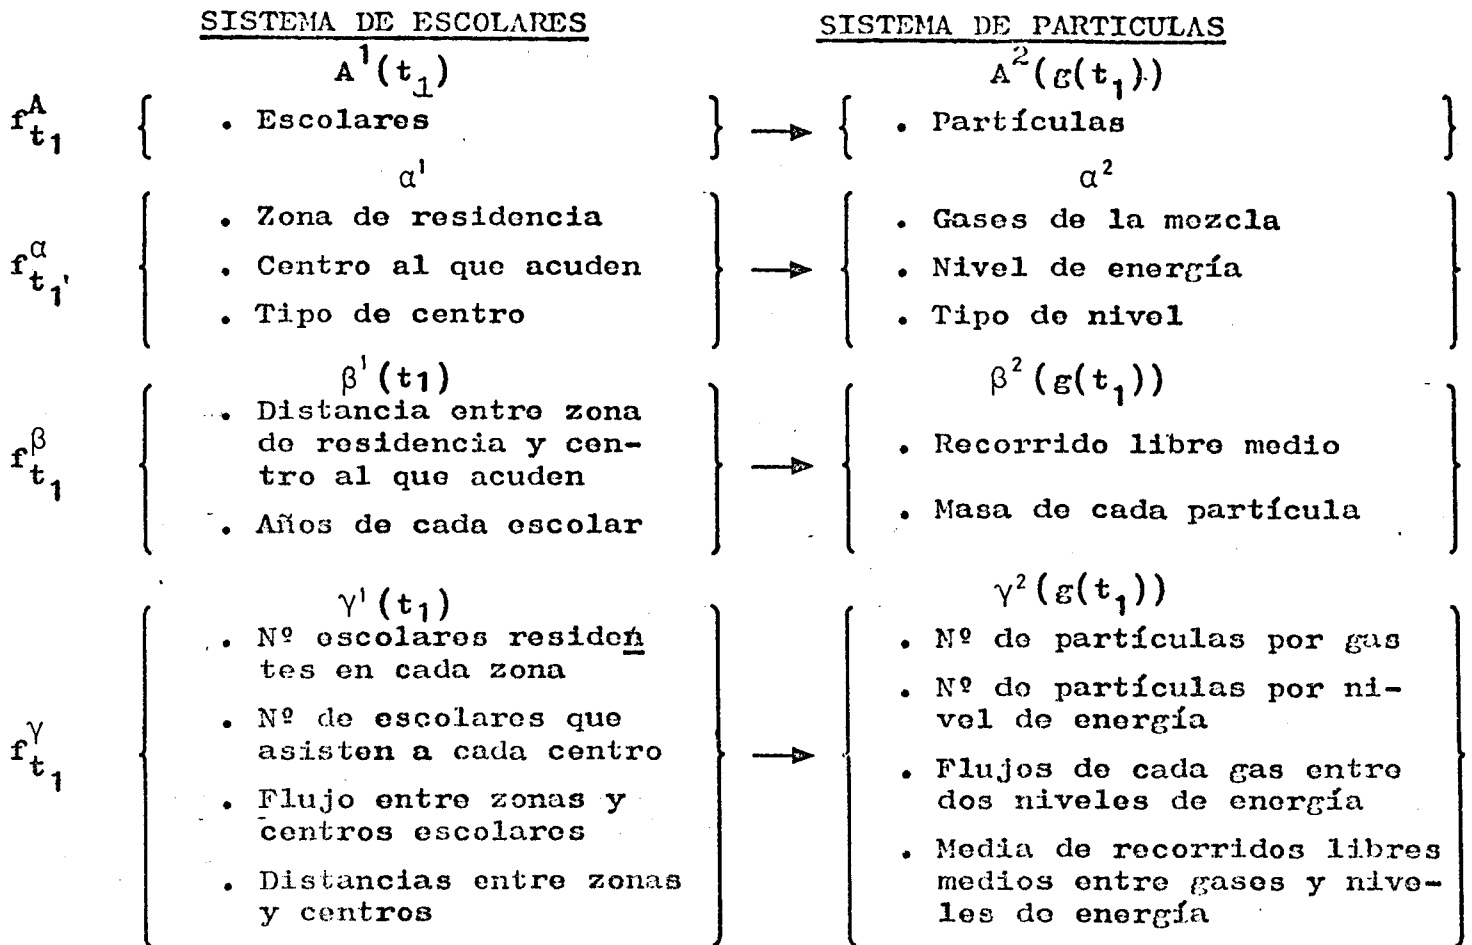 SISTEMA DE ESCOLARES SISTEMA DE PARTICULAS
A¹(t₁) A²(g(t₁))
f^A_t₁ { . Escolares } → { . Partículas }
α¹ α²
. Zona de residencia . Gases de la mezcla
f^α_t₁' { . Centro al que acuden } → { . Nivel de energía }
. Tipo de centro . Tipo de nivel
β¹(t1) β²(g(t₁))
. Distancia entre zona
de residencia y cen-
tro al que acuden
f^β_t₁ { } → { . Recorrido libre medio }
. Años de cada escolar . Masa de cada partícula
γ¹(t₁) γ²(g(t₁))
. Nº escolares residen
tes en cada zona
. Nº de escolares que
asisten a cada centro
. Flujo entre zonas y
centros escolares
. Distancias entre zonas
y centros
f^γ_t₁ { } → { }
. Nº de partículas por gas
. Nº de partículas por ni-
vel de energía
. Flujos de cada gas entre
dos niveles de energía
. Media de recorridos libres
medios entre gases y nive-
les de energía